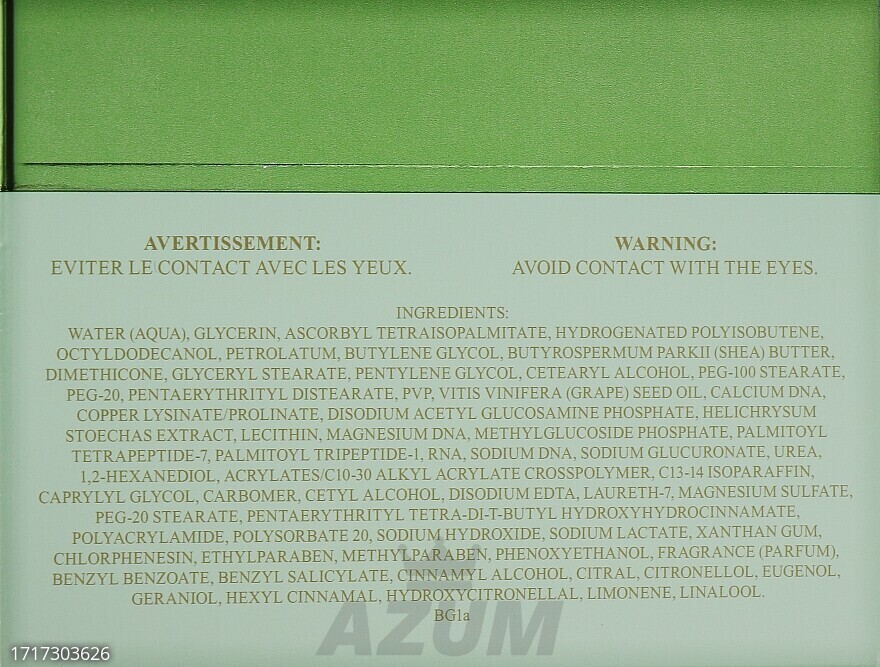 AVERTISSEMENT:
EVITER LE CONTACT AVEC LES YEUX.
WARNING:
AVOID CONTACT WITH THE EYES.
INGREDIENTS:
WATER (AQUA), GLYCERIN, ASCORBYL TETRAISOPALMITATE, HYDROGENATED POLYISOBUTENE,
OCTYLDODECANOL, PETROLATUM, BUTYLENE GLYCOL, BUTYROSPERMUM PARKII (SHEA) BUTTER,
DIMETHICONE, GLYCERYL STEARATE, PENTYLENE GLYCOL, CETEARYL ALCOHOL, PEG-100 STEARATE,
PEG-20, PENTAERYTHRITYL DISTEARATE, PVP, VITIS VINIFERA (GRAPE) SEED OIL, CALCIUM DNA,
COPPER LYSINATE/PROLINATE, DISODIUM ACETYL GLUCOSAMINE PHOSPHATE, HELICHRYSUM
STOECHAS EXTRACT, LECITHIN, MAGNESIUM DNA, METHYLGLUCOSIDE PHOSPHATE, PALMITOYL
TETRAPEPTIDE-7, PALMITOYL TRIPEPTIDE-1, RNA, SODIUM DNA, SODIUM GLUCURONATE, UREA,
1,2-HEXANEDIOL, ACRYLATES/C10-30 ALKYL ACRYLATE CROSSPOLYMER, C13-14 ISOPARAFFIN,
CAPRYLYL GLYCOL, CARBOMER, CETYL ALCOHOL, DISODIUM EDTA, LAURETH-7, MAGNESIUM SULFATE,
PEG-20 STEARATE, PENTAERYTHRITYL TETRA-DI-T-BUTYL HYDROXYHYDROCINNAMATE,
POLYACRYLAMIDE, POLYSORBATE 20, SODIUM HYDROXIDE, SODIUM LACTATE, XANTHAN GUM,
CHLORPHENESIN, ETHYLPARABEN, METHYLPARABEN, PHENOXYETHANOL, FRAGRANCE (PARFUM),
BENZYL BENZOATE, BENZYL SALICYLATE, CINNAMYL ALCOHOL, CITRAL, CITRONELLOL, EUGENOL,
GERANIOL, HEXYL CINNAMAL, HYDROXYCITRONELLAL, LIMONENE, LINALOOL.
BG1a
AZUM
1717303626